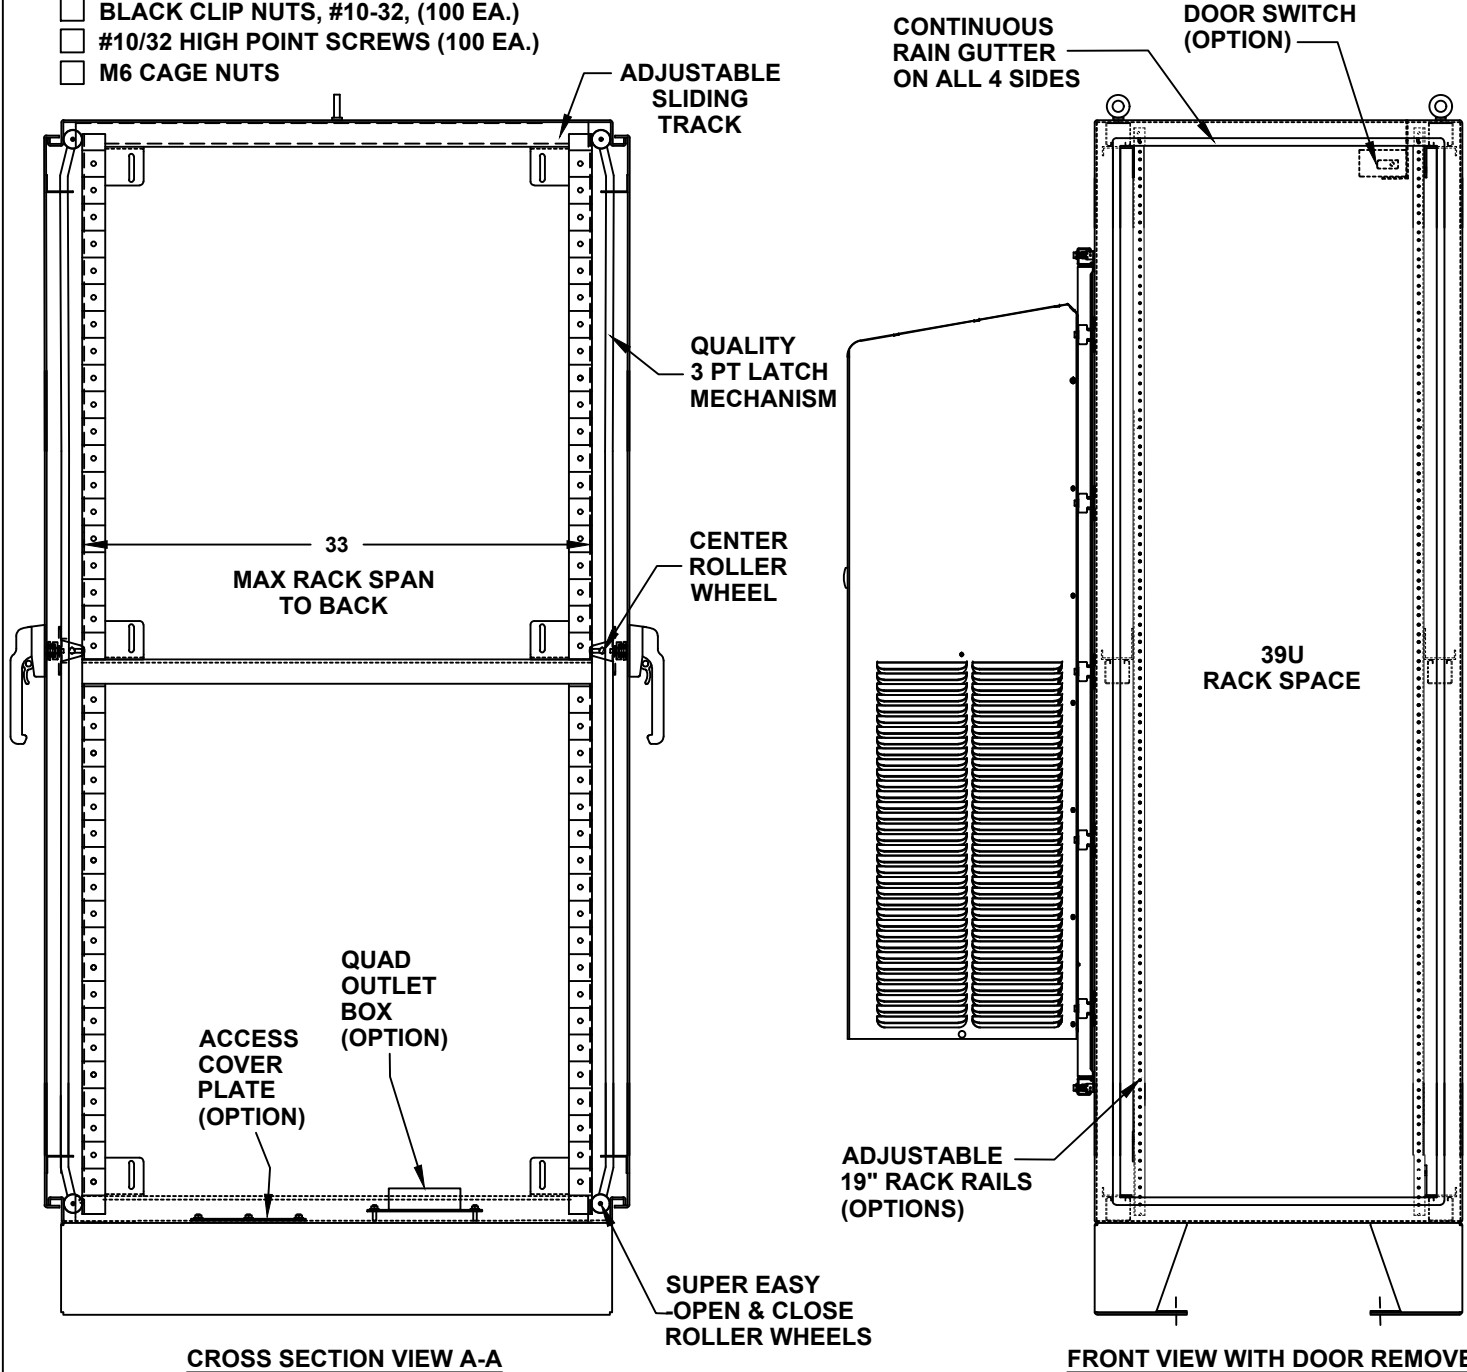 BLACK CLIP NUTS, #10-32, (100 EA.)
#10/32 HIGH POINT SCREWS (100 EA.)
M6 CAGE NUTS
ADJUSTABLE
SLIDING
TRACK
CONTINUOUS
RAIN GUTTER
ON ALL 4 SIDES
DOOR SWITCH
(OPTION)
QUALITY
3 PT LATCH
MECHANISM
33
MAX RACK SPAN
TO BACK
CENTER
ROLLER
WHEEL
39U
RACK SPACE
QUAD
OUTLET
BOX
(OPTION)
ACCESS
COVER
PLATE
(OPTION)
ADJUSTABLE
19" RACK RAILS
(OPTIONS)
SUPER EASY
OPEN & CLOSE
ROLLER WHEELS
CROSS SECTION VIEW A-A
FRONT VIEW WITH DOOR REMOVE